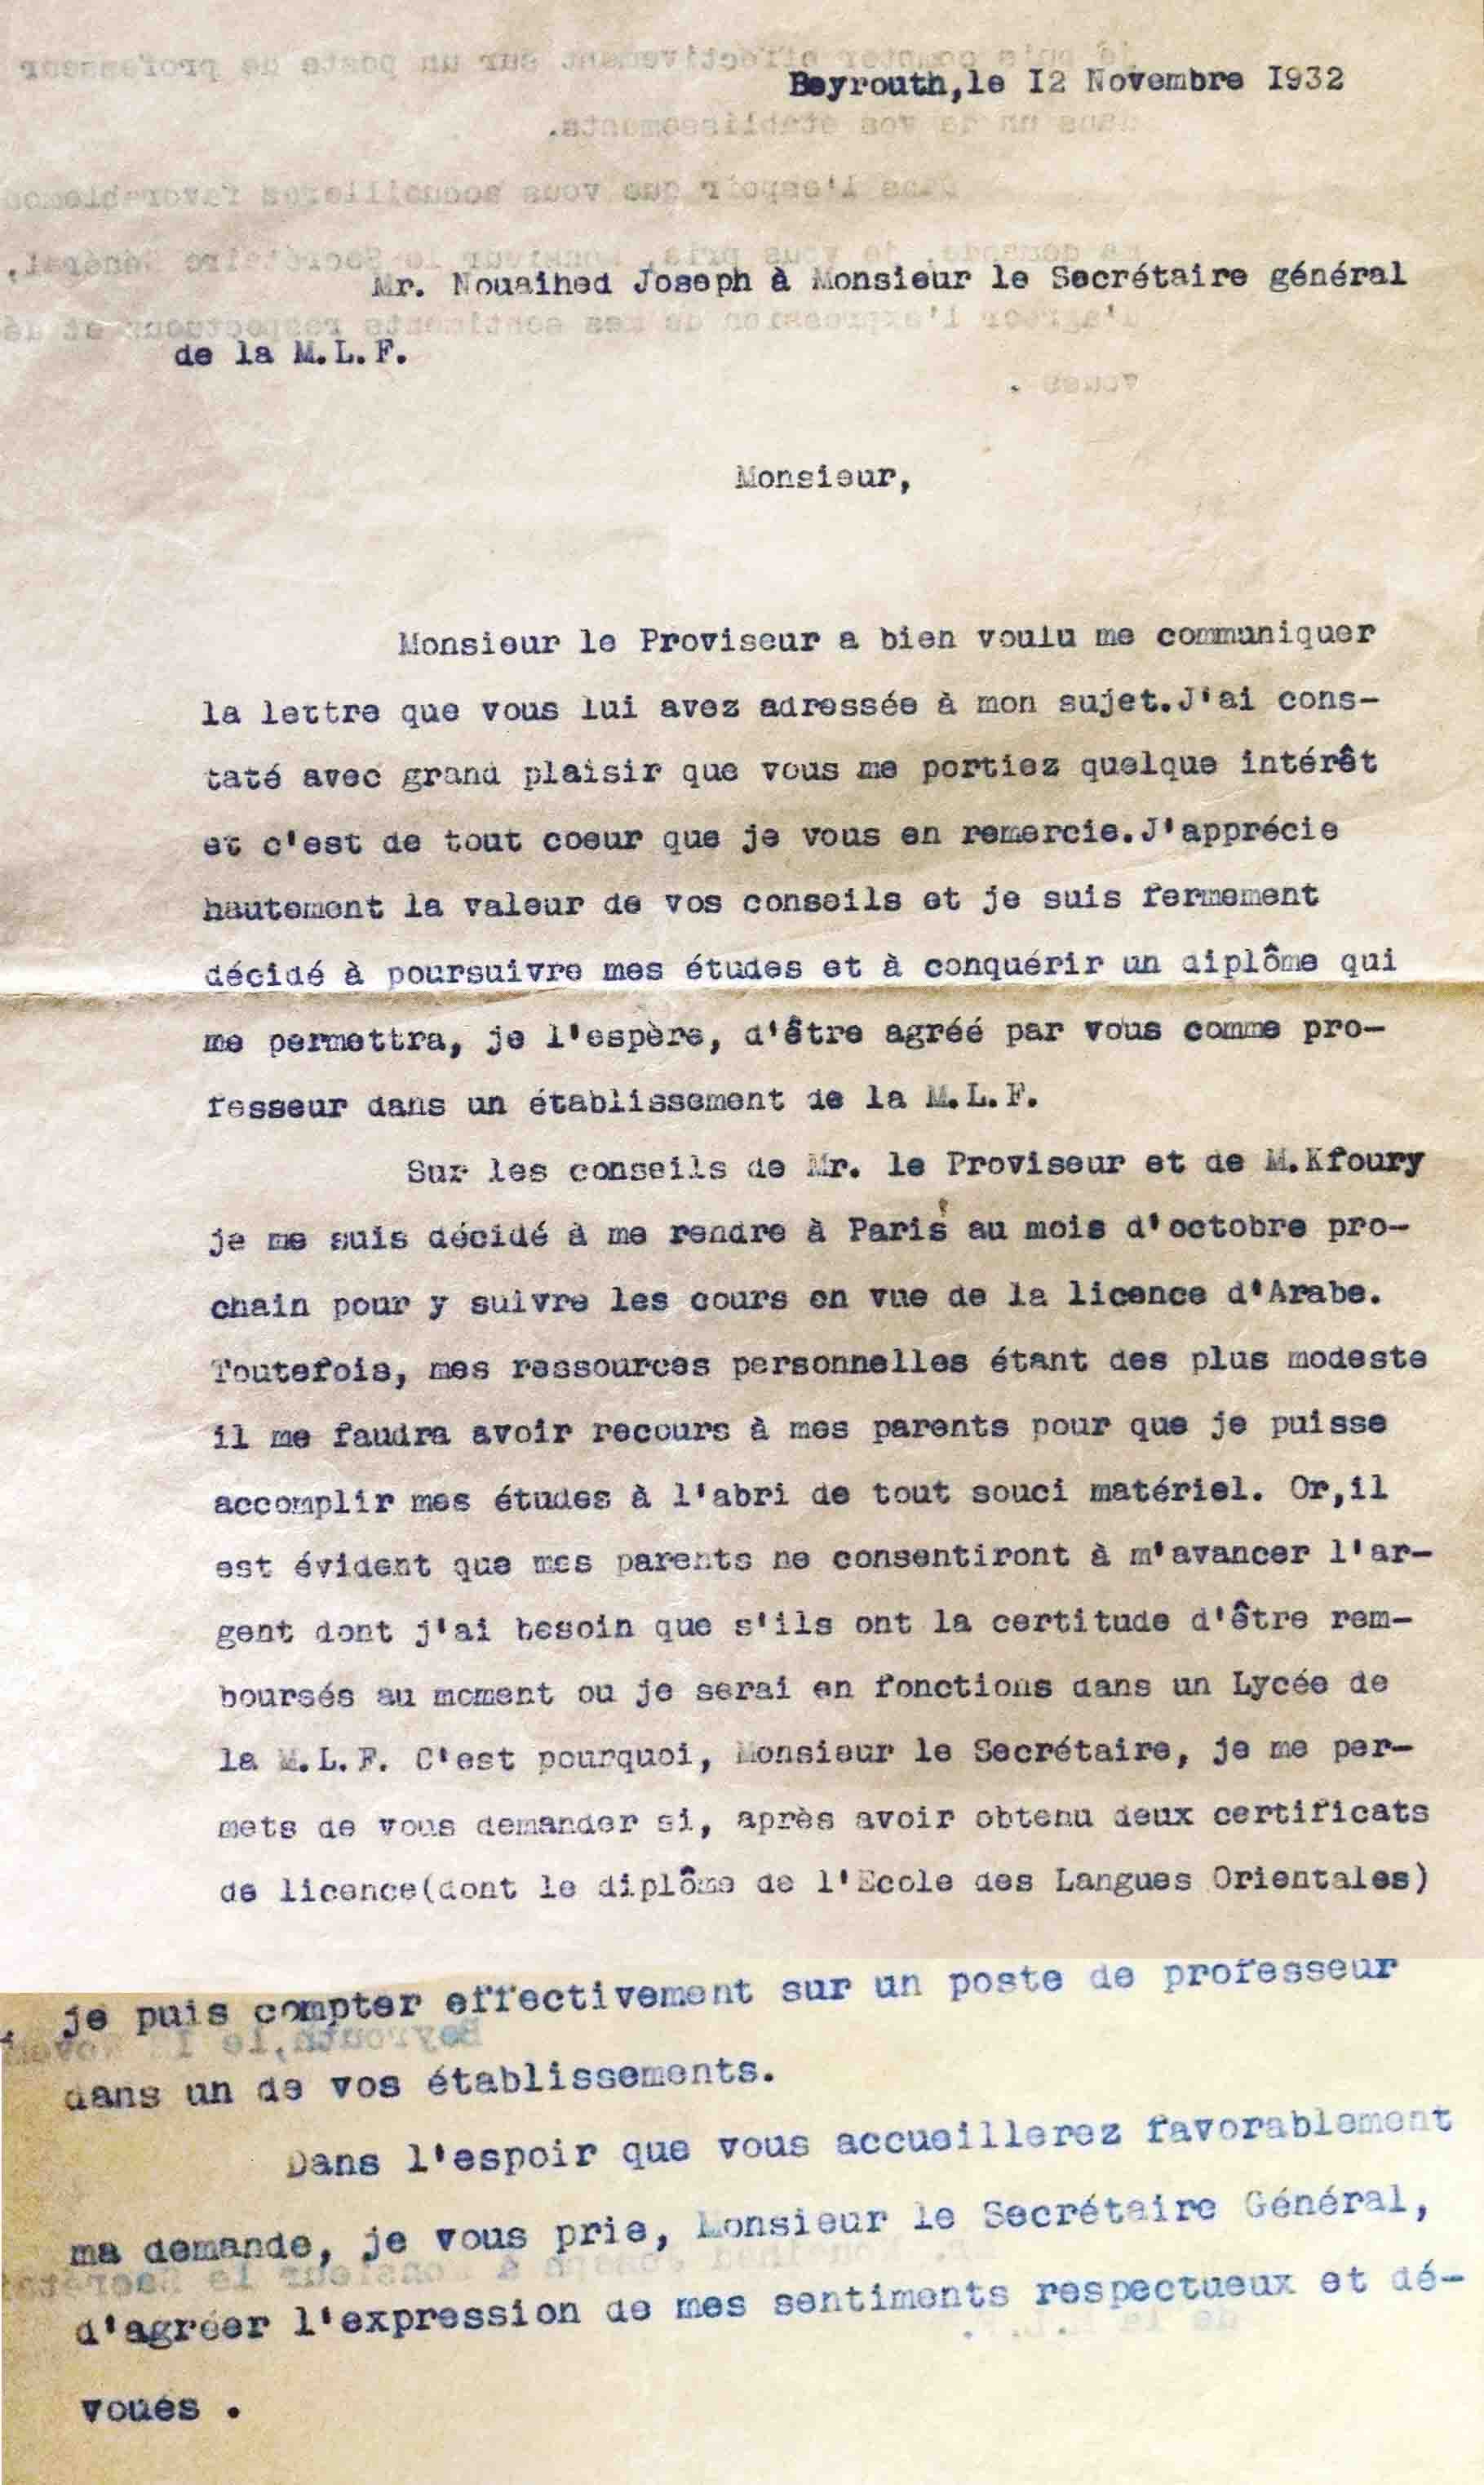 Beyrouth,le I2 Novembre I932
Mr. Nouaihed Joseph à Monsieur le Secrétaire général
de la M.L.F.
Monsieur,
Monsieur le Proviseur a bien voulu me communiquer
la lettre que vous lui avez adressée à mon sujet.J'ai cons-
taté avec grand plaisir que vous me portiez quelque intérêt
et c'est de tout coeur que je vous en remercie.J'apprécie
hautement la valeur de vos conseils et je suis fermement
décidé à poursuivre mes études et à conquérir un diplôme qui
me permettra, je l'espère, d'être agréé par vous comme pro-
fesseur dans un établissement de la M.L.F.
Sur les conseils de Mr. le Proviseur et de M.Kfoury
je me suis décidé à me rendre à Paris au mois d'octobre pro-
chain pour y suivre les cours en vue de la licence d'Arabe.
Toutefois, mes ressources personnelles étant des plus modeste
il me faudra avoir recours à mes parents pour que je puisse
accomplir mes études à l'abri de tout souci matériel. Or,il
est évident que mes parents ne consentiront à m'avancer l'ar-
gent dont j'ai besoin que s'ils ont la certitude d'être rem-
boursés au moment ou je serai en fonctions dans un Lycée de
la M.L.F. C'est pourquoi, Monsieur le Secrétaire, je me per-
mets de vous demander si, après avoir obtenu deux certificats
de licence(dont le diplôme de l'Ecole des Langues Orientales)
je puis compter effectivement sur un poste de professeur
dans un de vos établissements.
Dans l'espoir que vous accueillerez favorablement
ma demande, je vous prie, Monsieur le Secrétaire Général,
d'agréer l'expression de mes sentiments respectueux et dé-
voués .